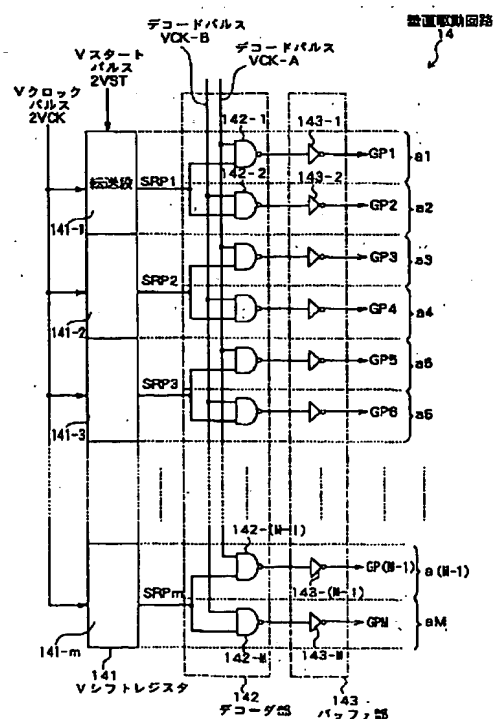 垂直駆動回路
14
デコードパルス
VCK-B
デコードパルス
VCK-A
Vスタート
パルス
2VST
Vクロック
パルス
2VCK
142-1
143-1
転送段
SRP1
GP1
a1
142-2
143-2
GP2
a2
141-1
GP3
a3
SRP2
GP4
a4
141-2
GP5
a5
SRP3
GP6
a6
141-3
142-(M-1)
GP(M-1)
a(M-1)
SRPm
143-(M-1)
GPM
aM
141-m
142-M
143-M
141
Vシフトレジスタ
142
デコーダ部
143
バッファ部